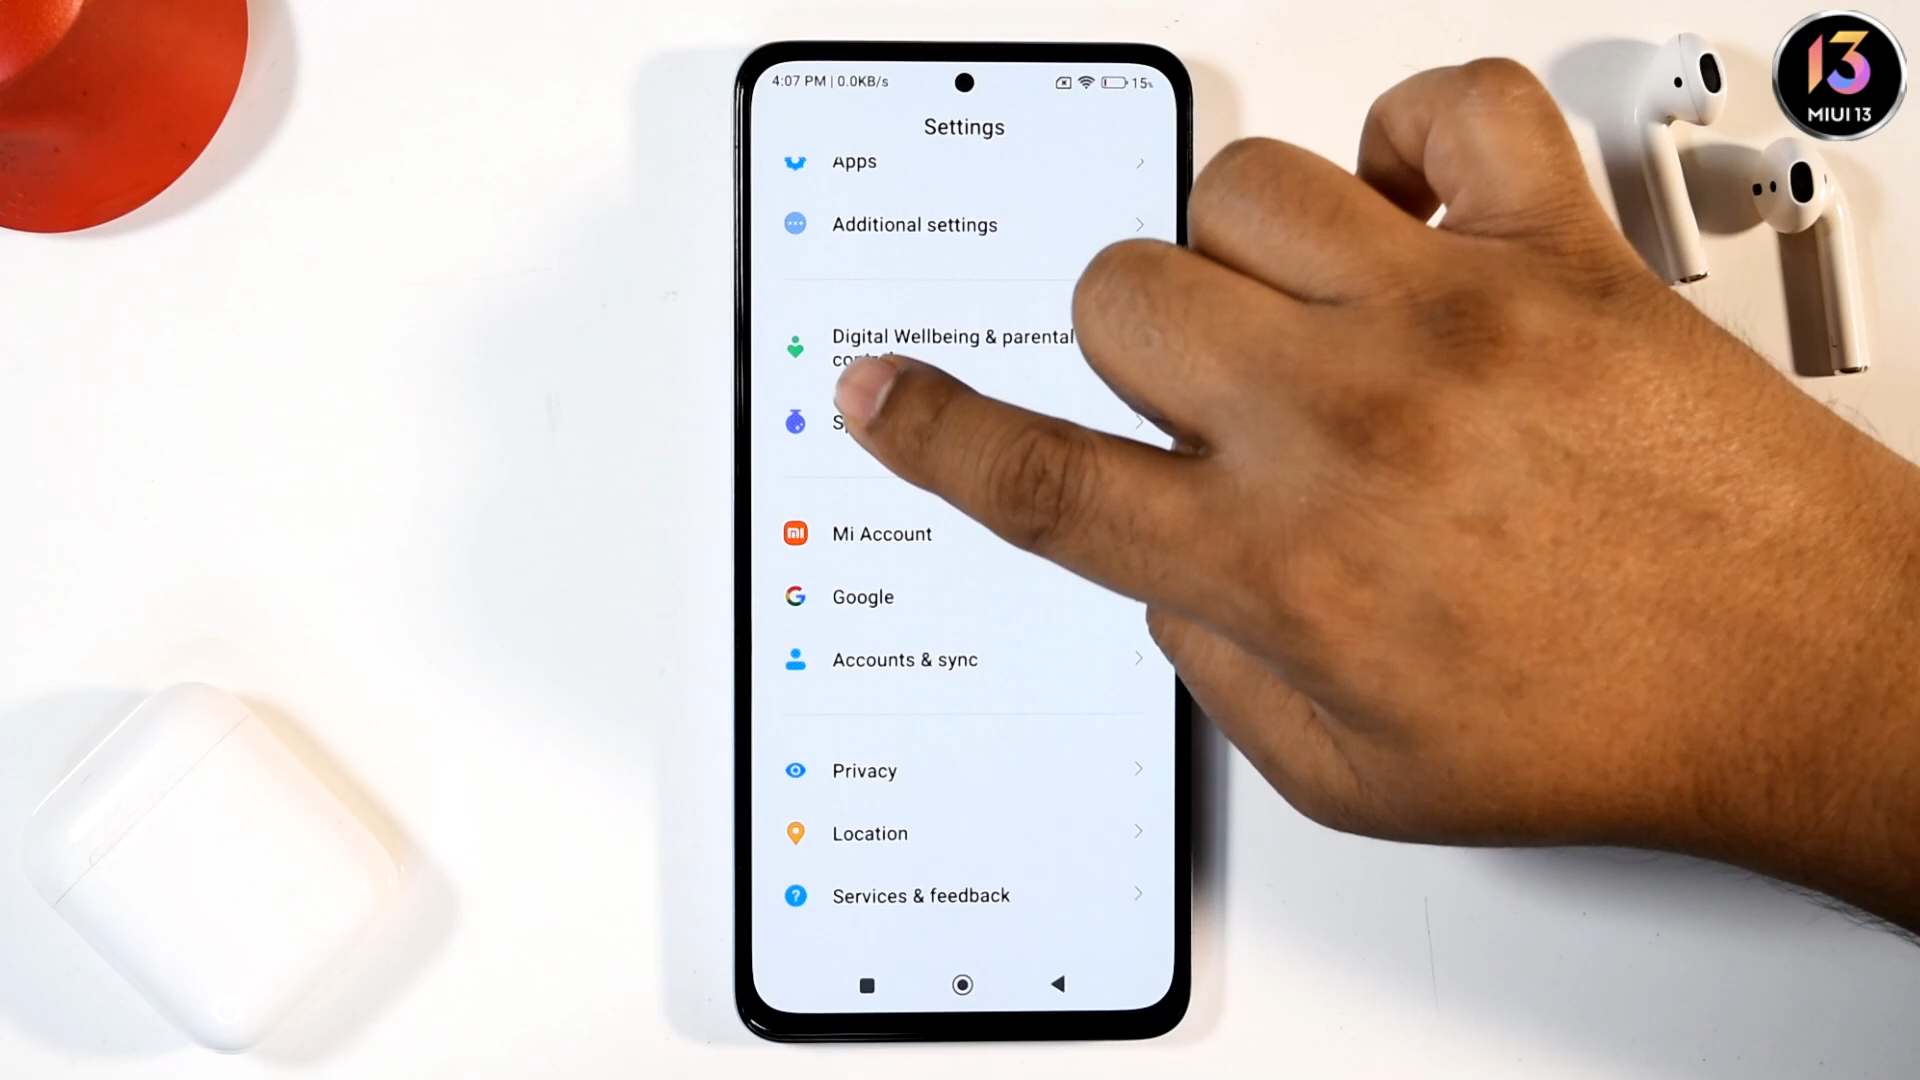 4:07 PM | 0.0KB/s
15%
13
MIUI 13
Settings
Apps
Additional settings
Digital Wellbeing & parental
Mi Account
Google
Accounts & sync
Privacy
Location
Services & feedback